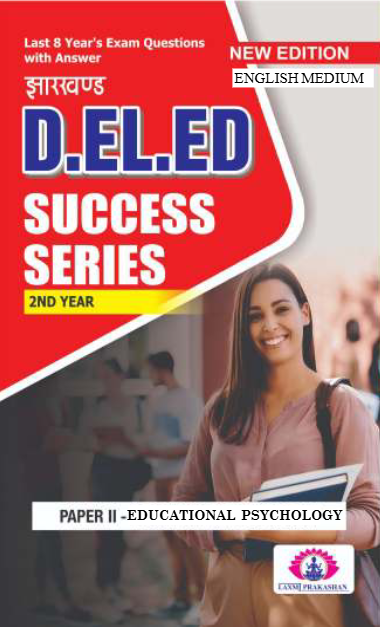 Last 8 Year's Exam Questions
with Answer
NEW EDITION
ENGLISH MEDIUM
झारखण्ड
D.EL.ED
SUCCESS
SERIES
2ND YEAR
PAPER II -EDUCATIONAL PSYCHOLOGY
LAXMI PRAKASHAN